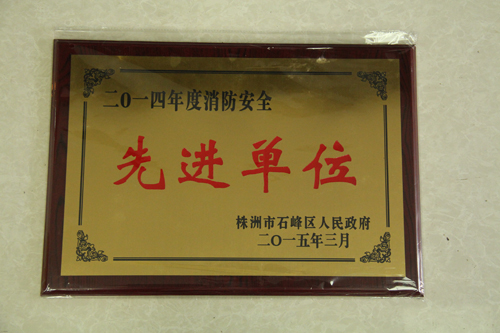 二〇一四年度消防安全
先进单位
株洲市石峰区人民政府
二〇一五年三月